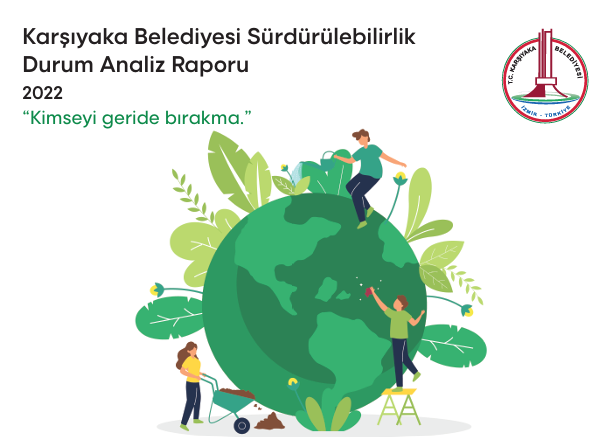 Karşıyaka Belediyesi Sürdürülebilirlik
Durum Analiz Raporu
2022
“Kimseyi geride bırakma.”
T.C. KARŞIYAKA BELEDİYESİ
İZMİR - TÜRKİYE